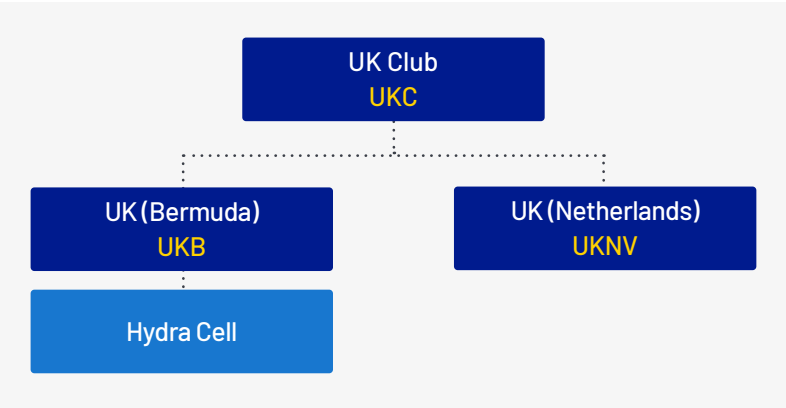 UK Club
UKC
UK (Bermuda)
UKB
UK (Netherlands)
UKNV
Hydra Cell